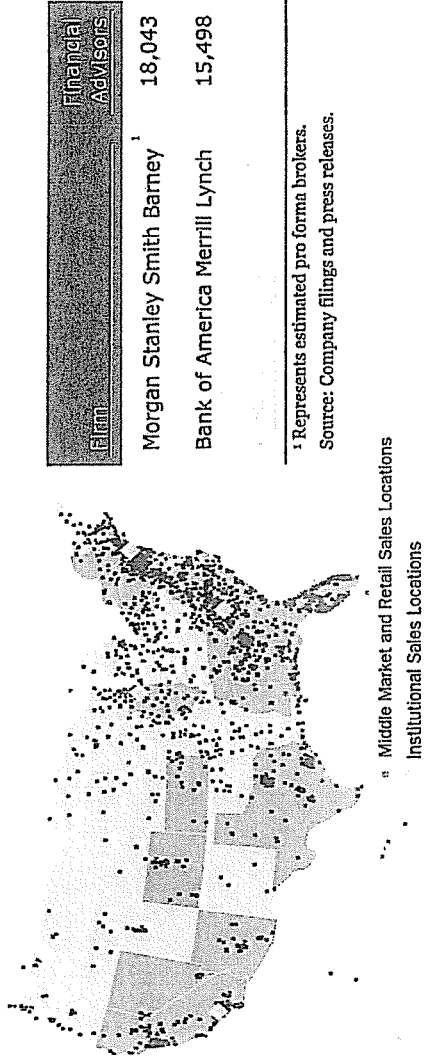 Firm Financial
Advisors
Morgan Stanley Smith Barney 1 18,043
Bank of America Merrill Lynch 15,498
1 Represents estimated pro forma brokers.
Source: Company filings and press releases.
Middle Market and Retail Sales Locations
Institutional Sales Locations